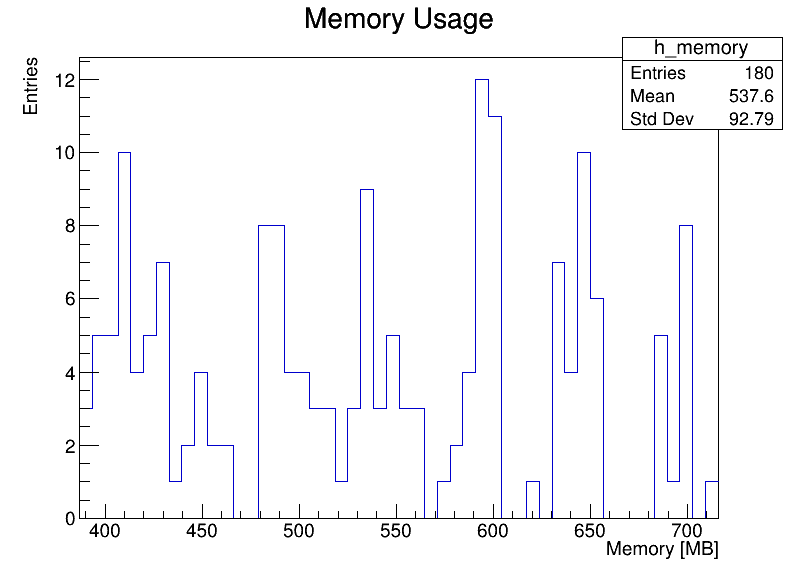 Memory Usage
h_memory
Entries 180
Mean 537.6
Std Dev 92.79
Entries
12
10
8
6
4
2
0
400 450 500 550 600 650 700
Memory [MB]